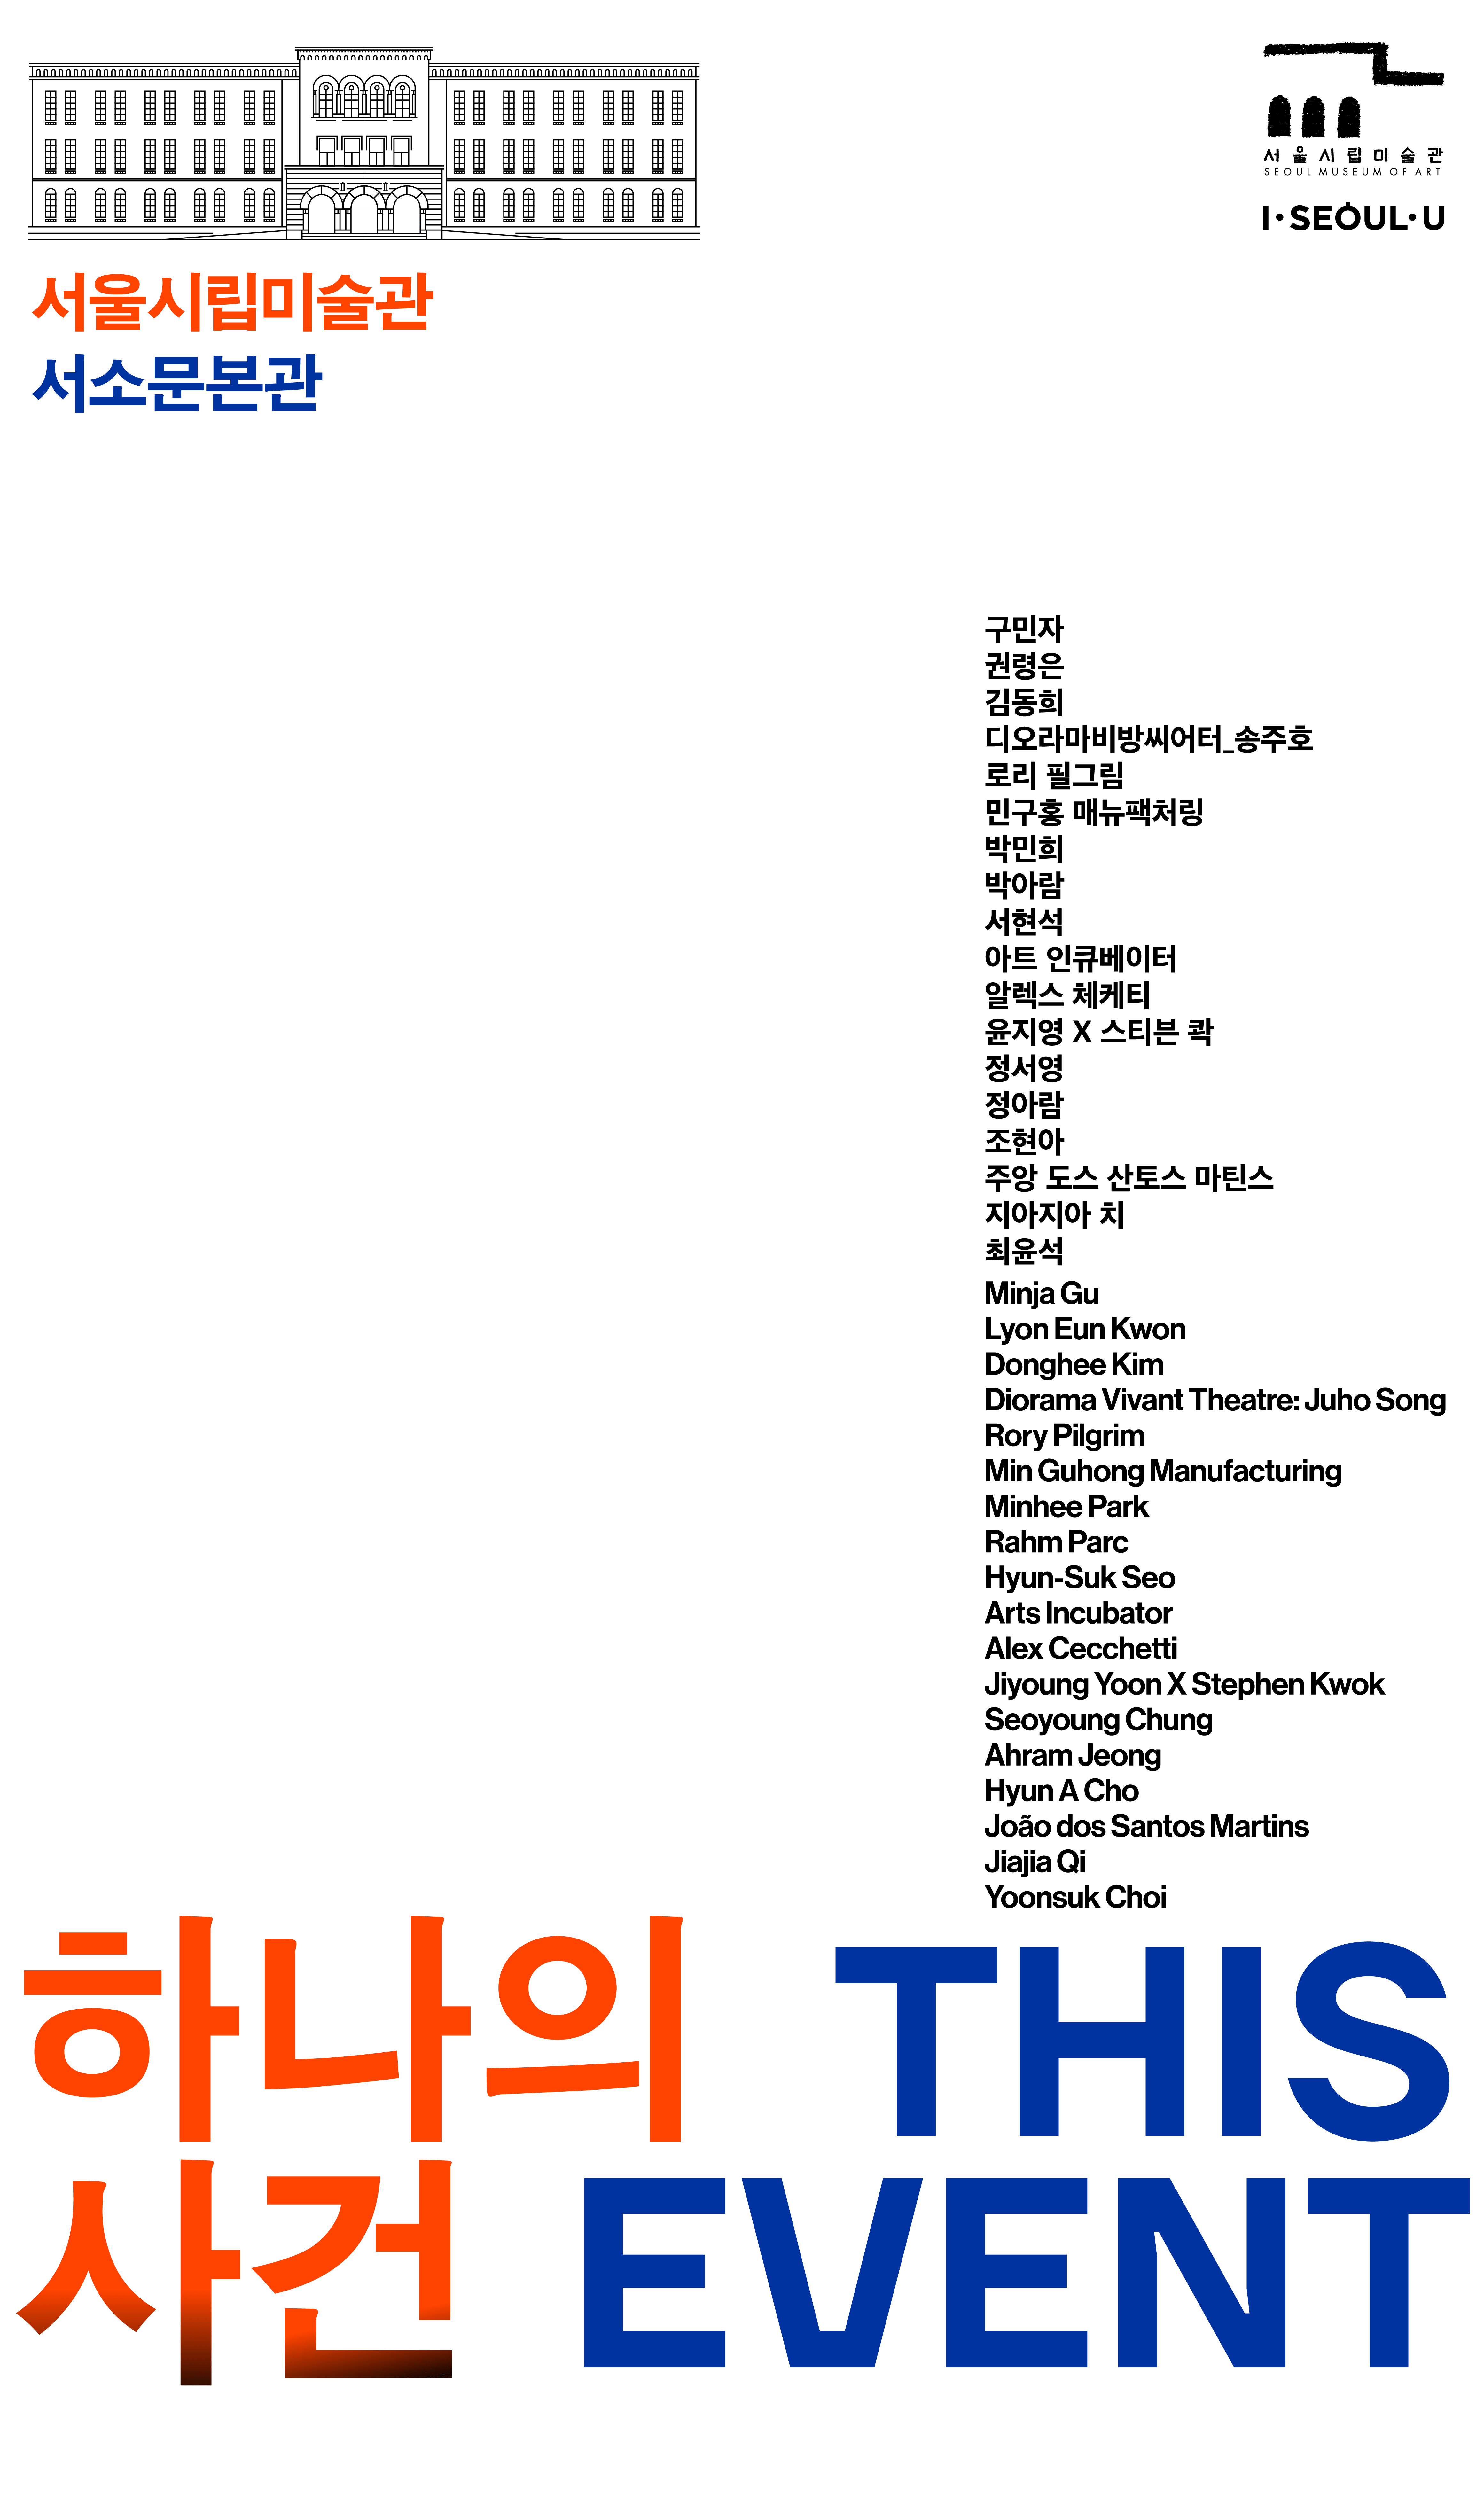 서울시립미술관
서소문본관
서울시립미술관
SEOUL MUSEUM OF ART
I·SEOUL·U
구민자
권령은
김동희
디오라마비방씨어터_송주호
로리 필그림
민구홍 매뉴팩처링
박민희
박아람
서현석
아트 인큐베이터
알렉스 체케티
윤지영 X 스티븐 콱
정서영
정아람
조현아
주앙 도스 산토스 마틴스
지아지아 치
최윤석
Minja Gu
Lyon Eun Kwon
Donghee Kim
Diorama Vivant Theatre: Juho Song
Rory Pilgrim
Min Guhong Manufacturing
Minhee Park
Rahm Parc
Hyun-Suk Seo
Arts Incubator
Alex Cecchetti
Jiyoung Yoon X Stephen Kwok
Seoyoung Chung
Ahram Jeong
Hyun A Cho
João dos Santos Martins
Jiajia Qi
Yoonsuk Choi
하나의 THIS
사건 EVENT